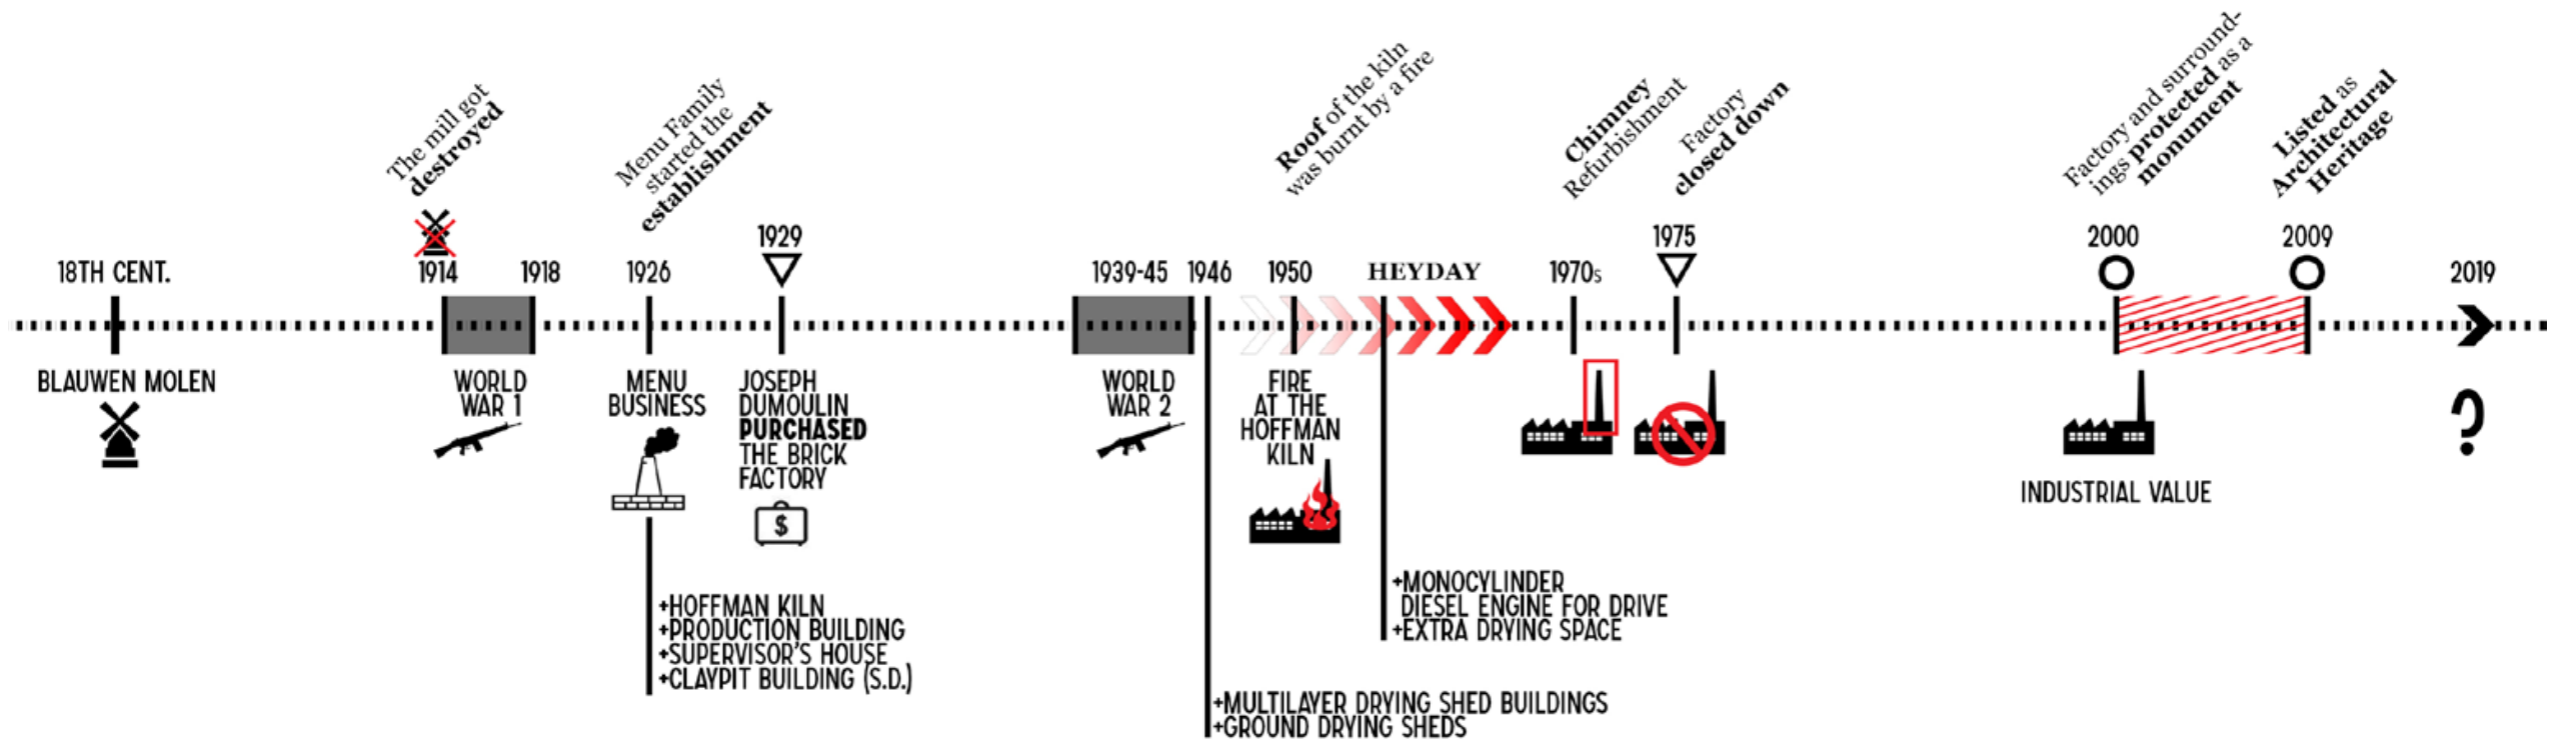 The mill got
destroyed
Menu Family
started the
establishment
Roof of the kiln
was burnt by a fire
Chimney
Refurbishment
Factory
closed down
Factory and surround-
ings protected as a
monument
Listed as
Architectural
Heritage
18TH CENT.
1914
1918
1926
1929
1939-45
1946
1950
HEYDAY
1970s
1975
2000
2009
2019
BLAUWEN MOLEN
WORLD
WAR 1
MENU
BUSINESS
JOSEPH
DUMOULIN
PURCHASED
THE BRICK
FACTORY
$
WORLD
WAR 2
FIRE
AT THE
HOFFMAN
KILN
?
INDUSTRIAL VALUE
+HOFFMAN KILN
+PRODUCTION BUILDING
+SUPERVISOR'S HOUSE
+CLAYPIT BUILDING (S.D.)
+MONOCYLINDER
DIESEL ENGINE FOR DRIVE
+EXTRA DRYING SPACE
+MULTILAYER DRYING SHED BUILDINGS
+GROUND DRYING SHEDS